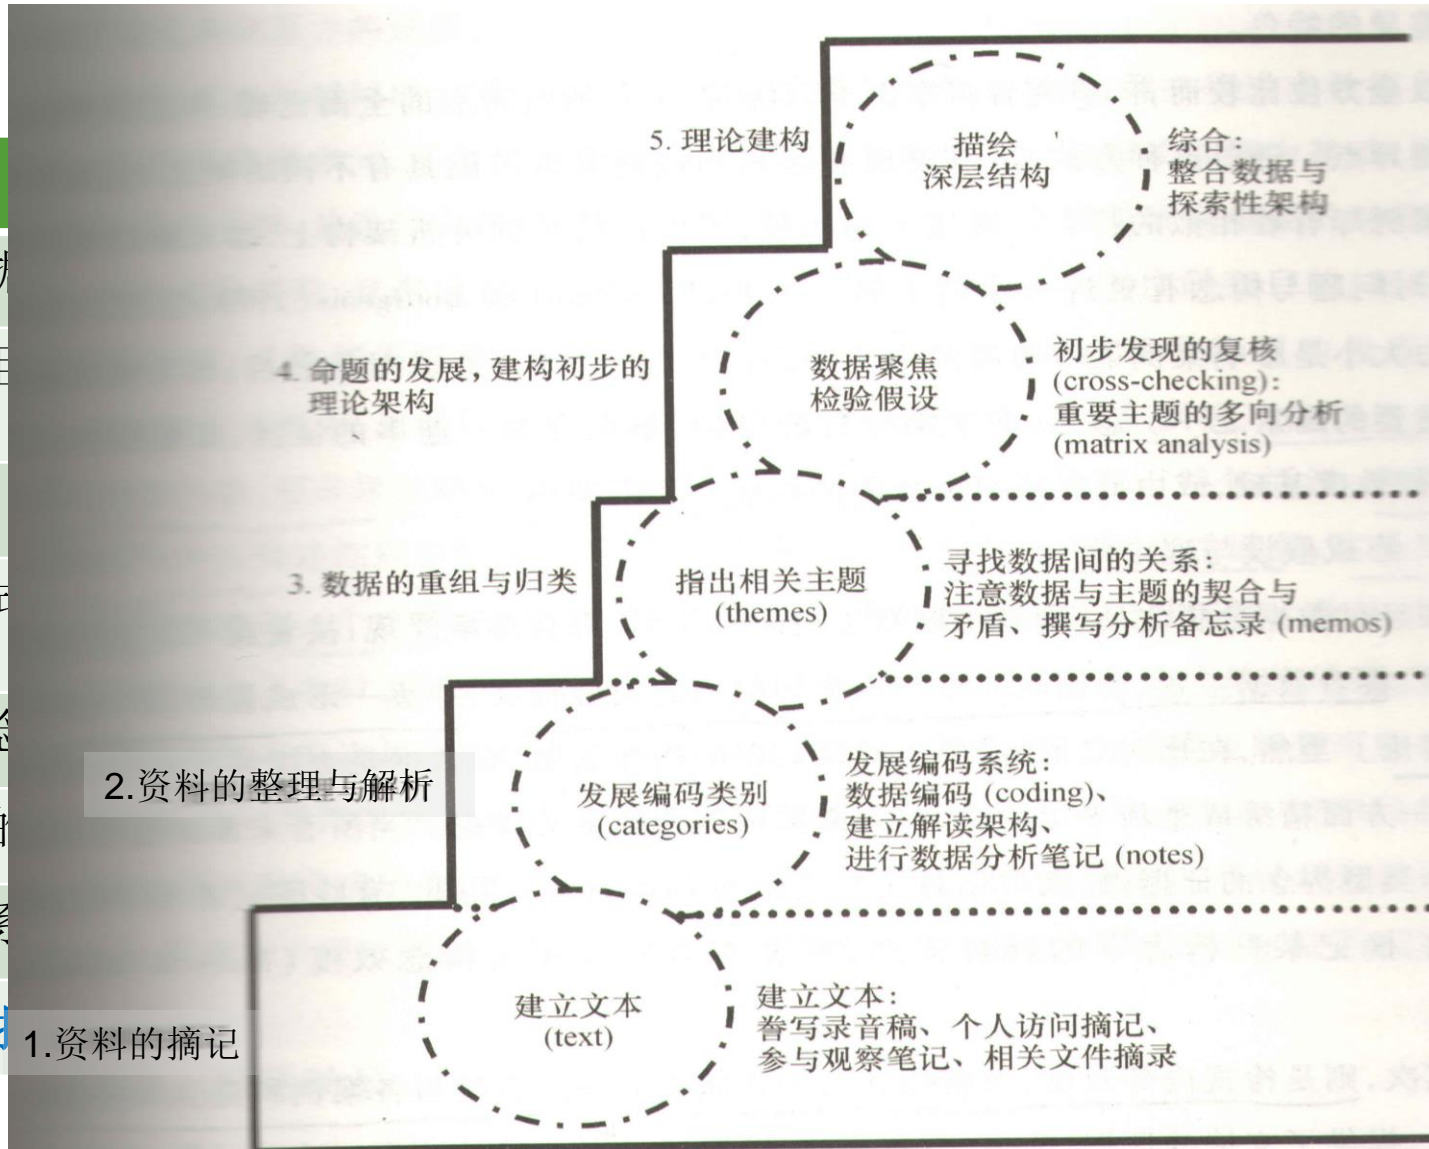 5. 理论建构
描绘
深层结构
综合:
整合数据与
探索性架构
4. 命题的发展,建构初步的
理论架构
数据聚焦
检验假设
初步发现的复核
(cross-checking):
重要主题的多向分析
(matrix analysis)
3. 数据的重组与归类
指出相关主题
(themes)
寻找数据间的关系:
注意数据与主题的契合与
矛盾、撰写分析备忘录 (memos)
2.资料的整理与解析
发展编码类别
(categories)
发展编码系统:
数据编码 (coding)、
建立解读架构、
进行数据分析笔记 (notes)
1.资料的摘记
建立文本
(text)
建立文本:
誊写录音稿、个人访问摘记、
参与观察笔记、相关文件摘录